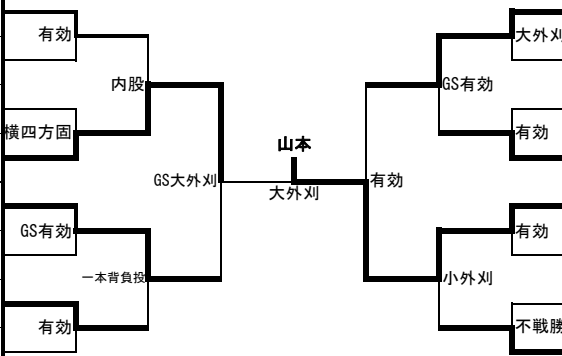 有効
内股
横四方固
GS大外刈
GS有効
一本背負投
有効
山本
大外刈
大外刈
GS有効
有効
有効
有効
小外刈
不戦勝